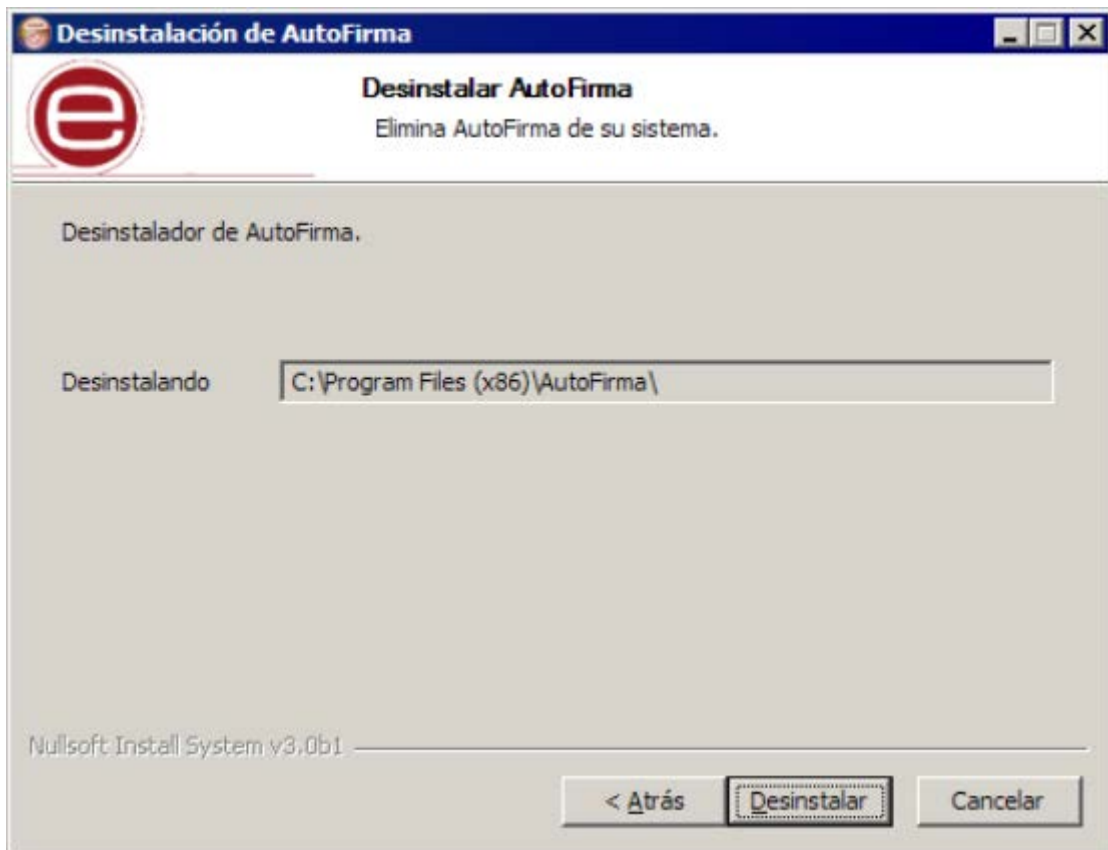 Desinstalación de AutoFirma
e
Desinstalar AutoFirma
Elimina AutoFirma de su sistema.
Desinstalador de AutoFirma.
Desinstalando C:\Program Files (x86)\AutoFirma\
Nullsoft Install System v3.0b1
< Atrás Desinstalar Cancelar